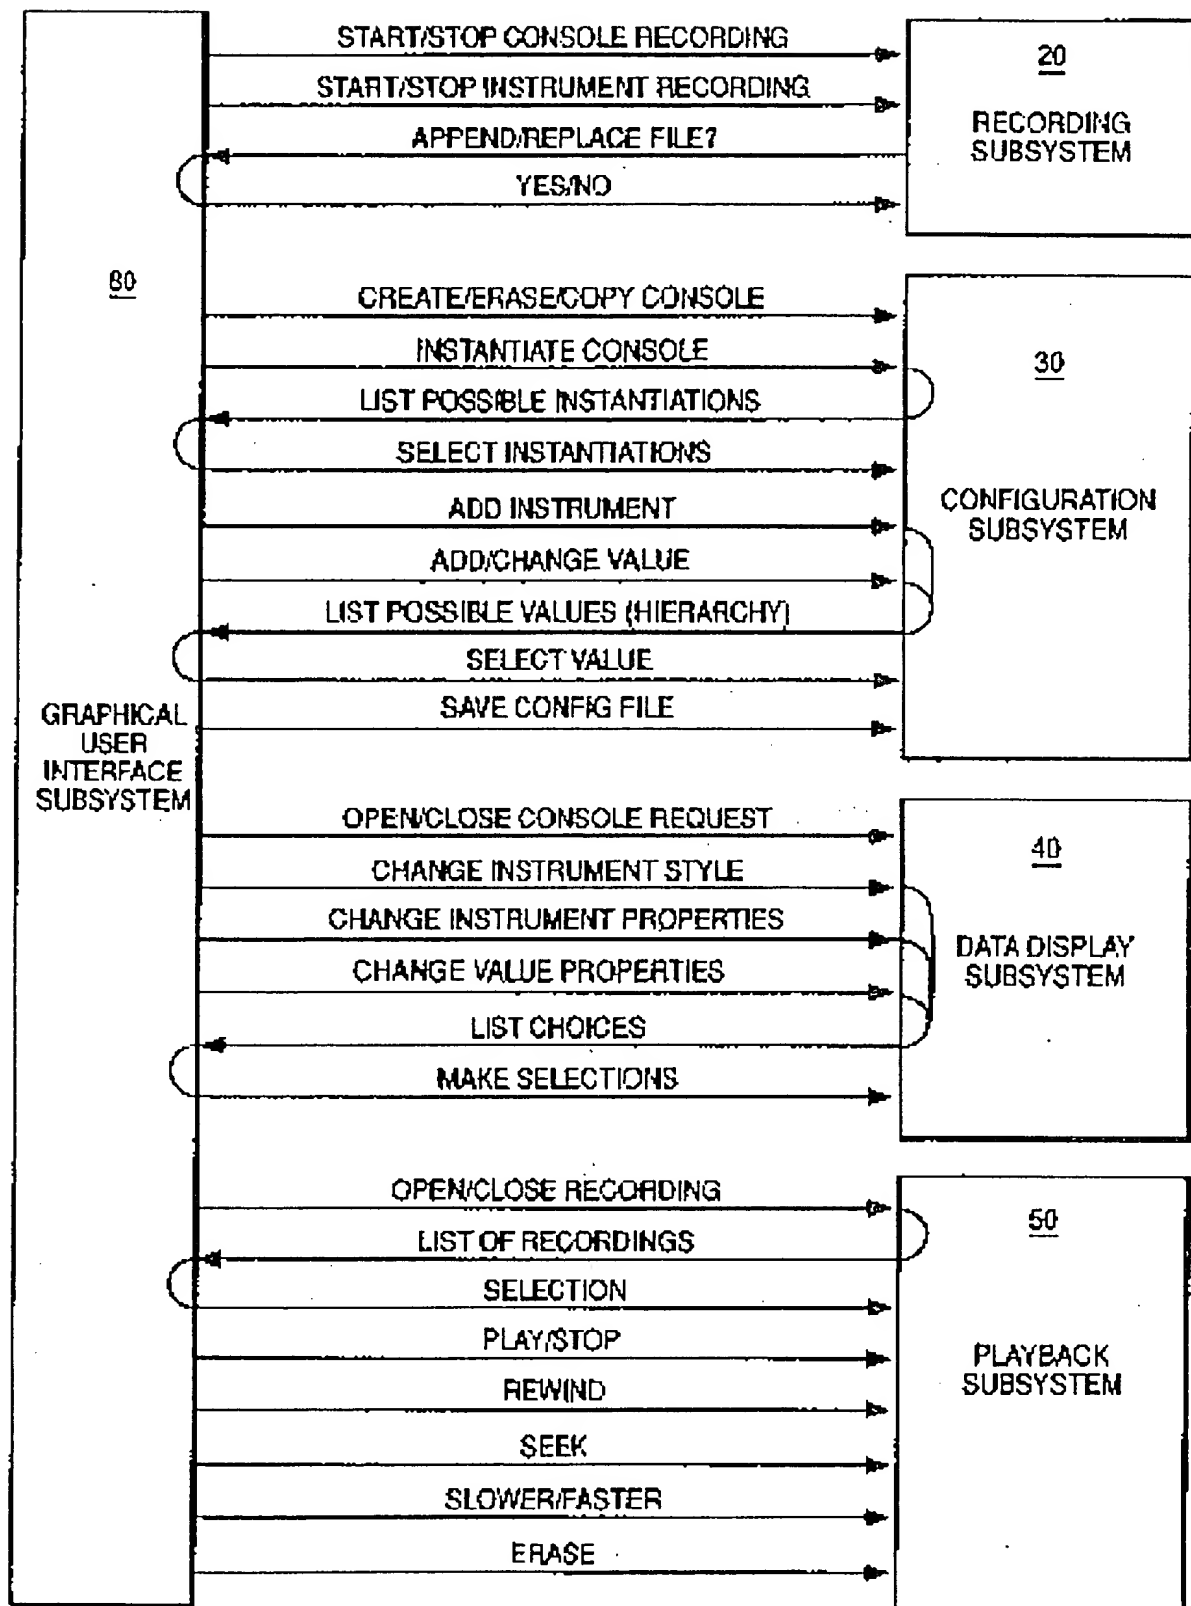 START/STOP CONSOLE RECORDING
START/STOP INSTRUMENT RECORDING
APPEND/REPLACE FILE?
YES/NO
20
RECORDING
SUBSYSTEM
80
CREATE/ERASE/COPY CONSOLE
INSTANTIATE CONSOLE
LIST POSSIBLE INSTANTIATIONS
SELECT INSTANTIATIONS
ADD INSTRUMENT
ADD/CHANGE VALUE
LIST POSSIBLE VALUES (HIERARCHY)
SELECT VALUE
SAVE CONFIG FILE
30
CONFIGURATION
SUBSYSTEM
GRAPHICAL
USER
INTERFACE
SUBSYSTEM
OPEN/CLOSE CONSOLE REQUEST
CHANGE INSTRUMENT STYLE
CHANGE INSTRUMENT PROPERTIES
CHANGE VALUE PROPERTIES
LIST CHOICES
MAKE SELECTIONS
40
DATA DISPLAY
SUBSYSTEM
OPEN/CLOSE RECORDING
LIST OF RECORDINGS
SELECTION
PLAY/STOP
REWIND
SEEK
SLOWER/FASTER
ERASE
50
PLAYBACK
SUBSYSTEM